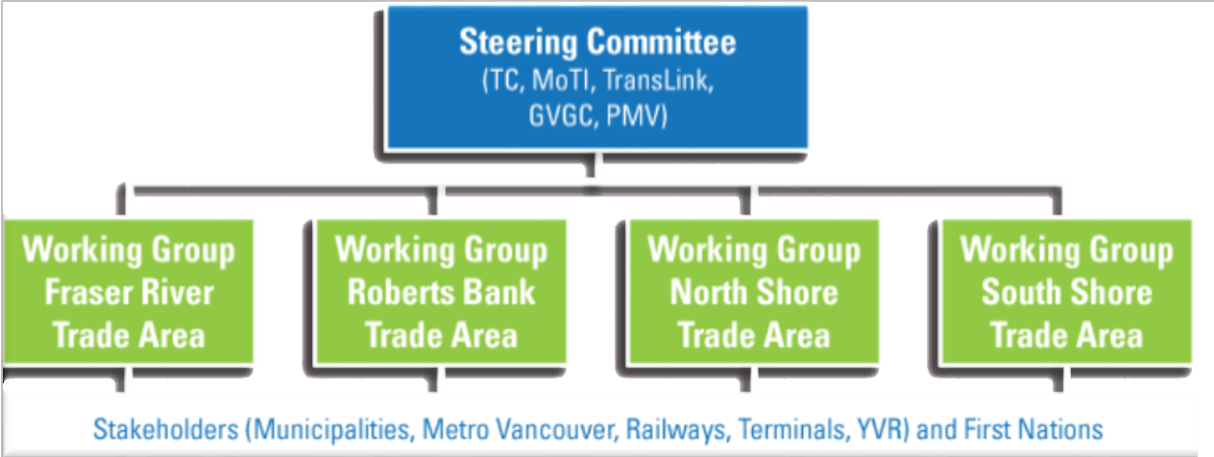 Steering Committee
(TC, MoTI, TransLink,
GVGC, PMV)
Working Group
Fraser River
Trade Area
Working Group
Roberts Bank
Trade Area
Working Group
North Shore
Trade Area
Working Group
South Shore
Trade Area
Stakeholders (Municipalities, Metro Vancouver, Railways, Terminals, YVR) and First Nations